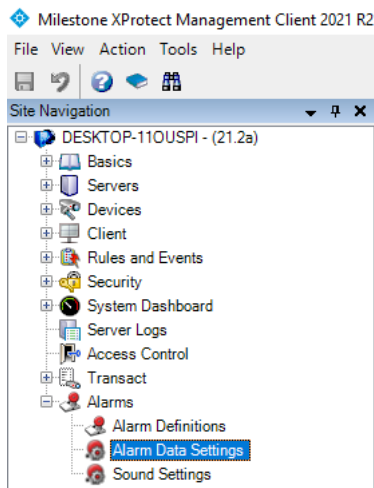 Milestone XProtect Management Client 2021 R2
File View Action Tools Help
Site Navigation
DESKTOP-11OUSPI - (21.2a)
Basics
Servers
Devices
Client
Rules and Events
Security
System Dashboard
Server Logs
Access Control
Transact
Alarms
Alarm Definitions
Alarm Data Settings
Sound Settings